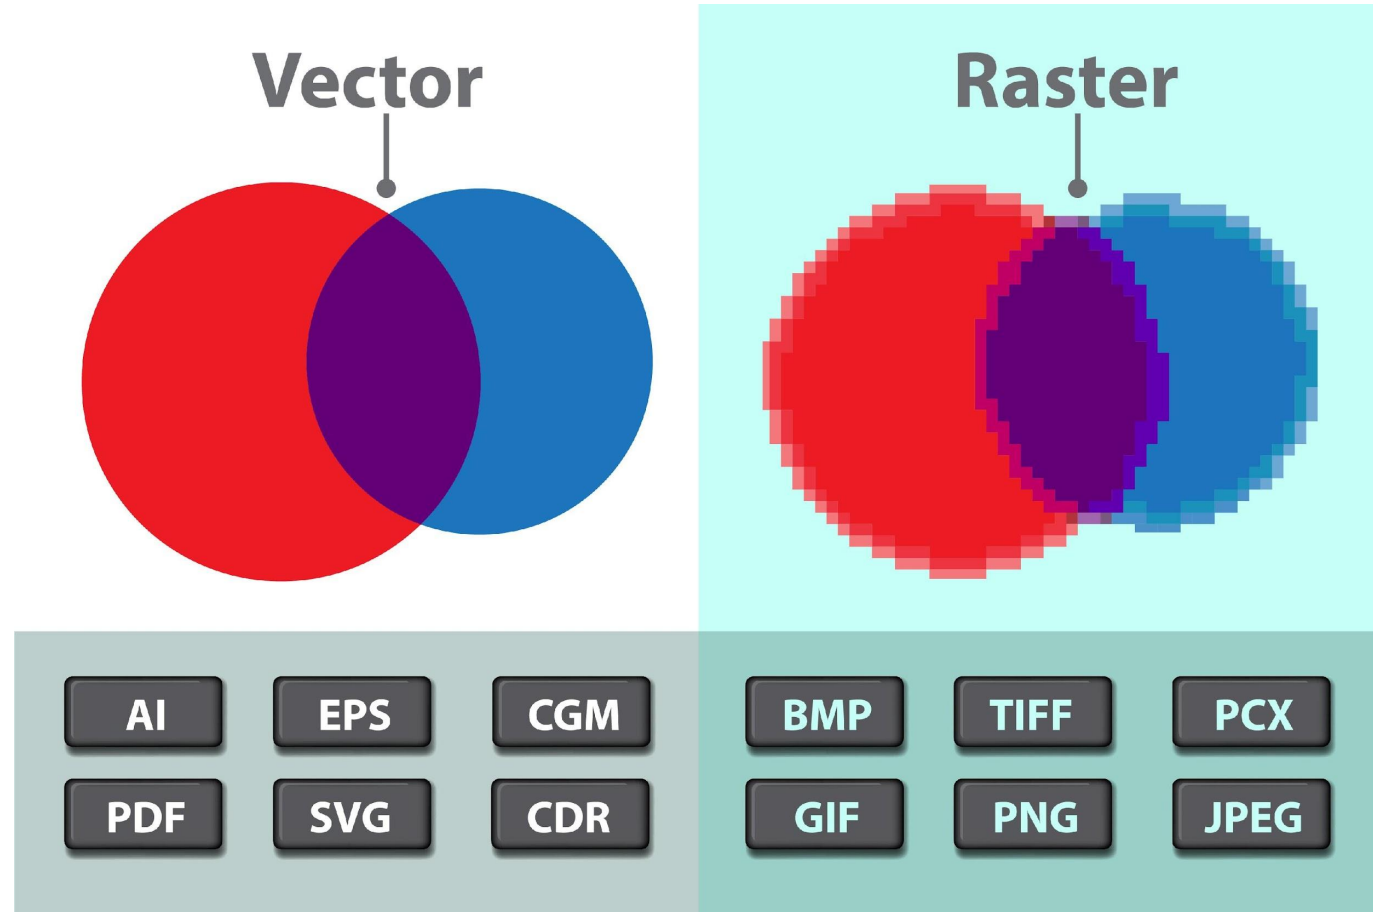 Vector
Raster
AI EPS CGM
PDF SVG CDR
BMP TIFF PCX
GIF PNG JPEG